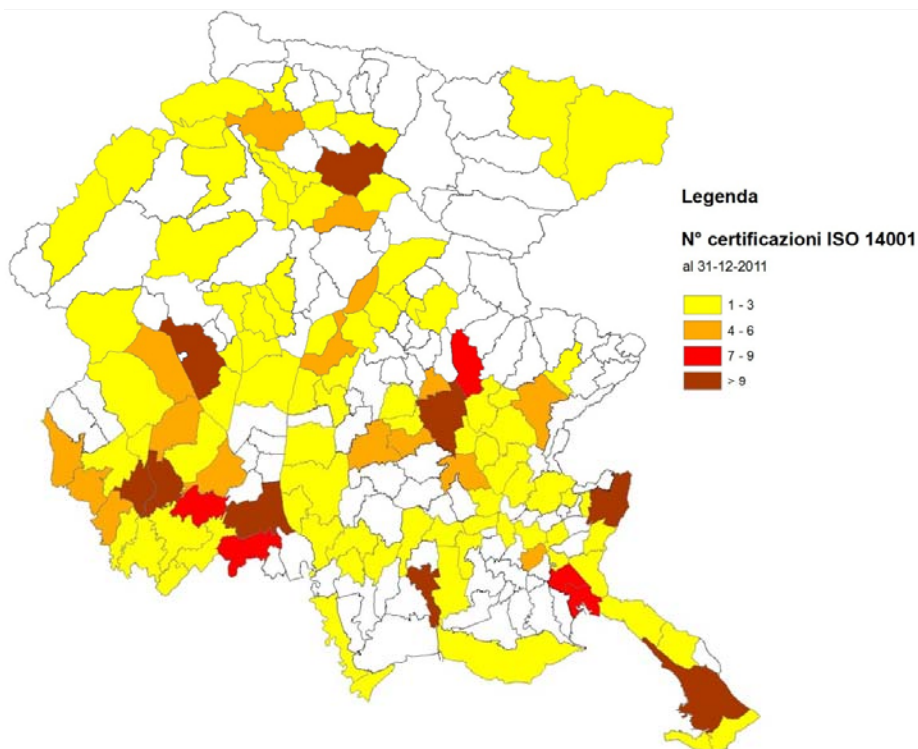 Legenda
N° certificazioni ISO 14001
al 31-12-2011
1 - 3
4 - 6
7 - 9
> 9